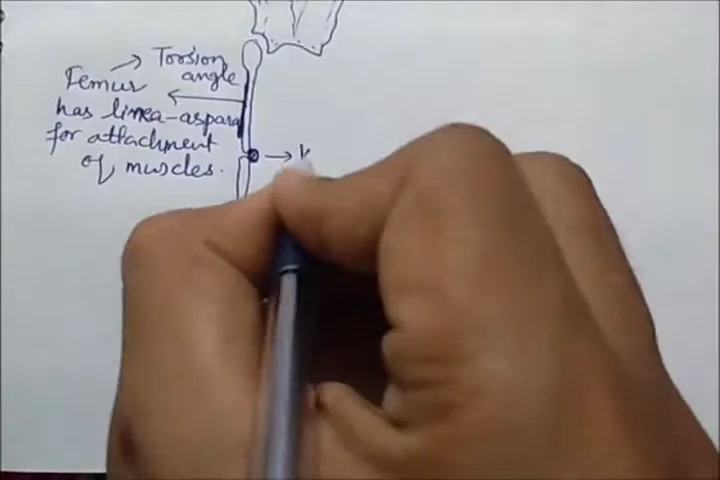 → Torsion
angle
Femur
has linea-aspara
for attachment
of muscles.
→ k